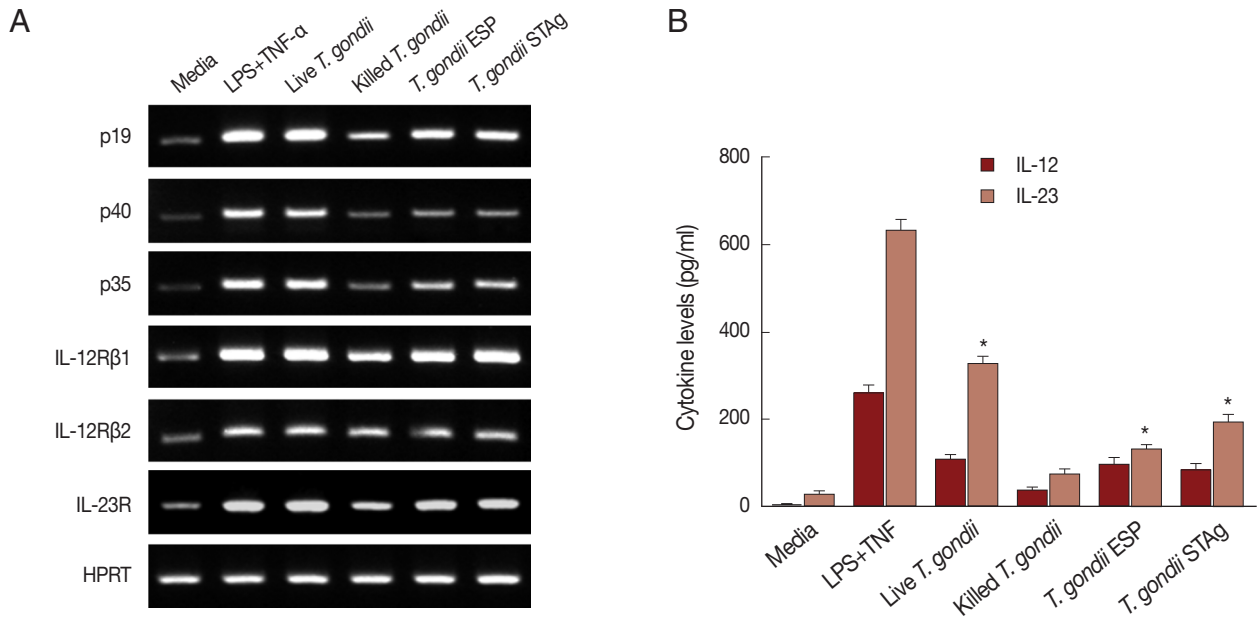 A
Media
LPS+TNF-α
Live T. gondii
Killed T. gondii
T. gondii ESP
T. gondii STAg
p19
p40
p35
IL-12Rβ1
IL-12Rβ2
IL-23R
HPRT
B
800
600
400
200
0
Cytokine levels (pg/ml)
IL-12
IL-23
*
*
*
Media
LPS+TNF
Live T. gondii
Killed T. gondii
T. gondii ESP
T. gondii STAg